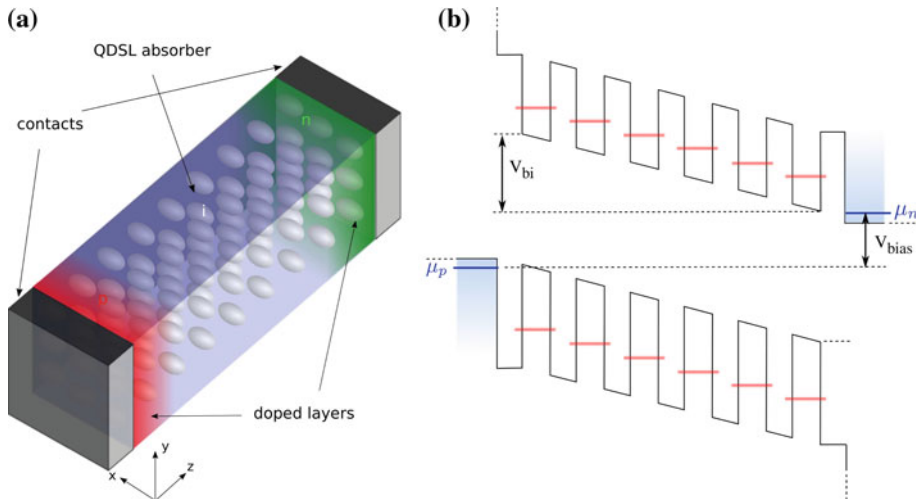 (a)
QDSL absorber
contacts
n
i
p
doped layers
x
y
z
(b)
V_bi
μ_n
V_bias
μ_p